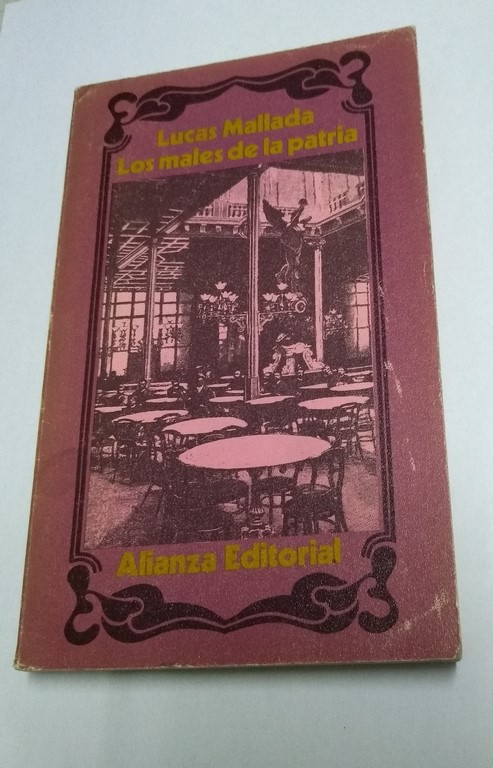 Lucas Mallada
Los males de la patria
Alianza Editorial